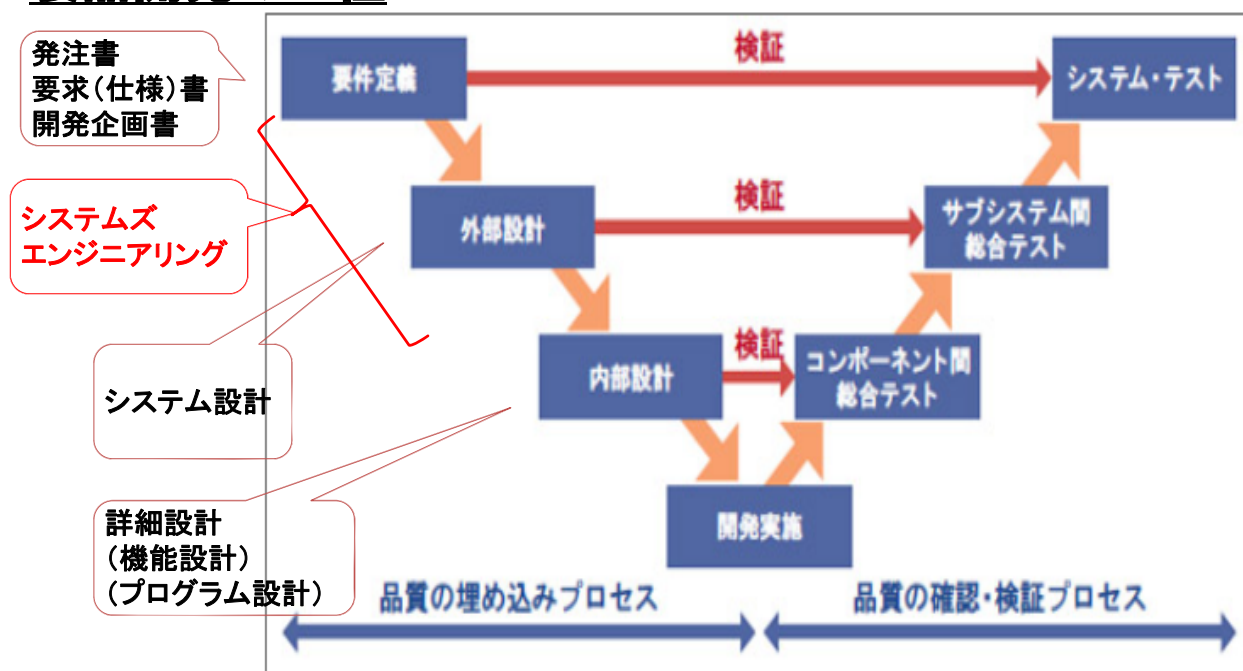 発注書
要求(仕様)書
開発企画書
システムズ
エンジニアリング
システム設計
詳細設計
(機能設計)
(プログラム設計)
要件定義
検証
システム・テスト
外部設計
検証
サブシステム間
総合テスト
内部設計
検証
コンポーネント間
総合テスト
開発実施
品質の埋め込みプロセス
品質の確認・検証プロセス